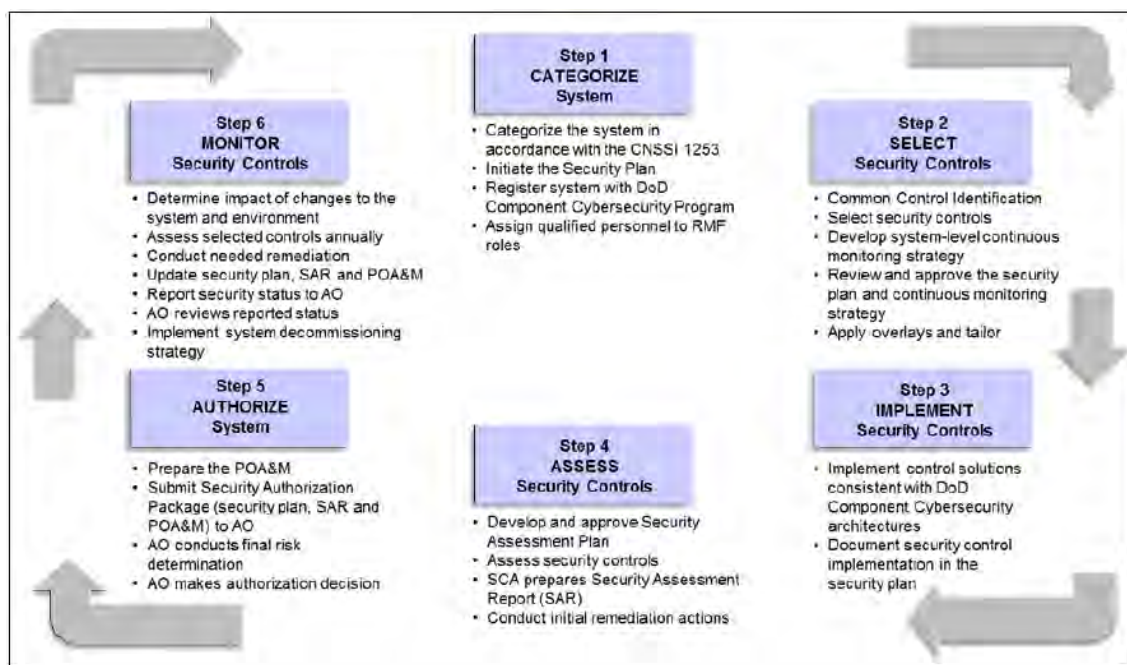 Step 1
CATEGORIZE
System
• Categorize the system in
accordance with the CNSSI 1253
• Initiate the Security Plan
• Register system with DoD
Component Cybersecurity Program
• Assign qualified personnel to RMF
roles
Step 2
SELECT
Security Controls
• Common Control Identification
• Select security controls
• Develop system-level continuous
monitoring strategy
• Review and approve the security
plan and continuous monitoring
strategy
• Apply overlays and tailor
Step 3
IMPLEMENT
Security Controls
• Implement control solutions
consistent with DoD
Component Cybersecurity
architectures
• Document security control
implementation in the
security plan
Step 4
ASSESS
Security Controls
• Develop and approve Security
Assessment Plan
• Assess security controls
• SCA prepares Security Assessment
Report (SAR)
• Conduct initial remediation actions
Step 5
AUTHORIZE
System
• Prepare the POA&M
• Submit Security Authorization
Package (security plan, SAR and
POA&M) to AO
• AO conducts final risk
determination
• AO makes authorization decision
Step 6
MONITOR
Security Controls
• Determine impact of changes to the
system and environment
• Assess selected controls annually
• Conduct needed remediation
• Update security plan, SAR and POA&M
• Report security status to AO
• AO reviews reported status
• Implement system decommissioning
strategy